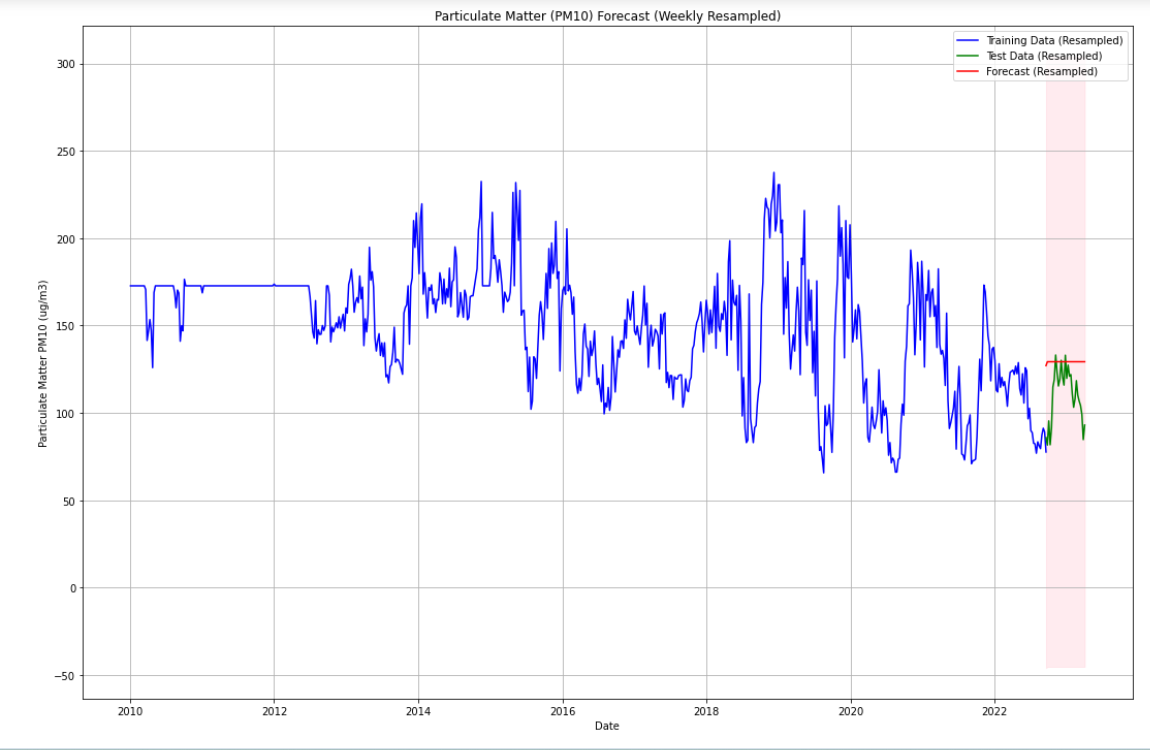 Particulate Matter (PM10) Forecast (Weekly Resampled)
Training Data (Resampled)
Test Data (Resampled)
Forecast (Resampled)
300
250
200
150
100
50
0
−50
Particulate Matter PM10 (ug/m3)
2010 2012 2014 2016 2018 2020 2022
Date